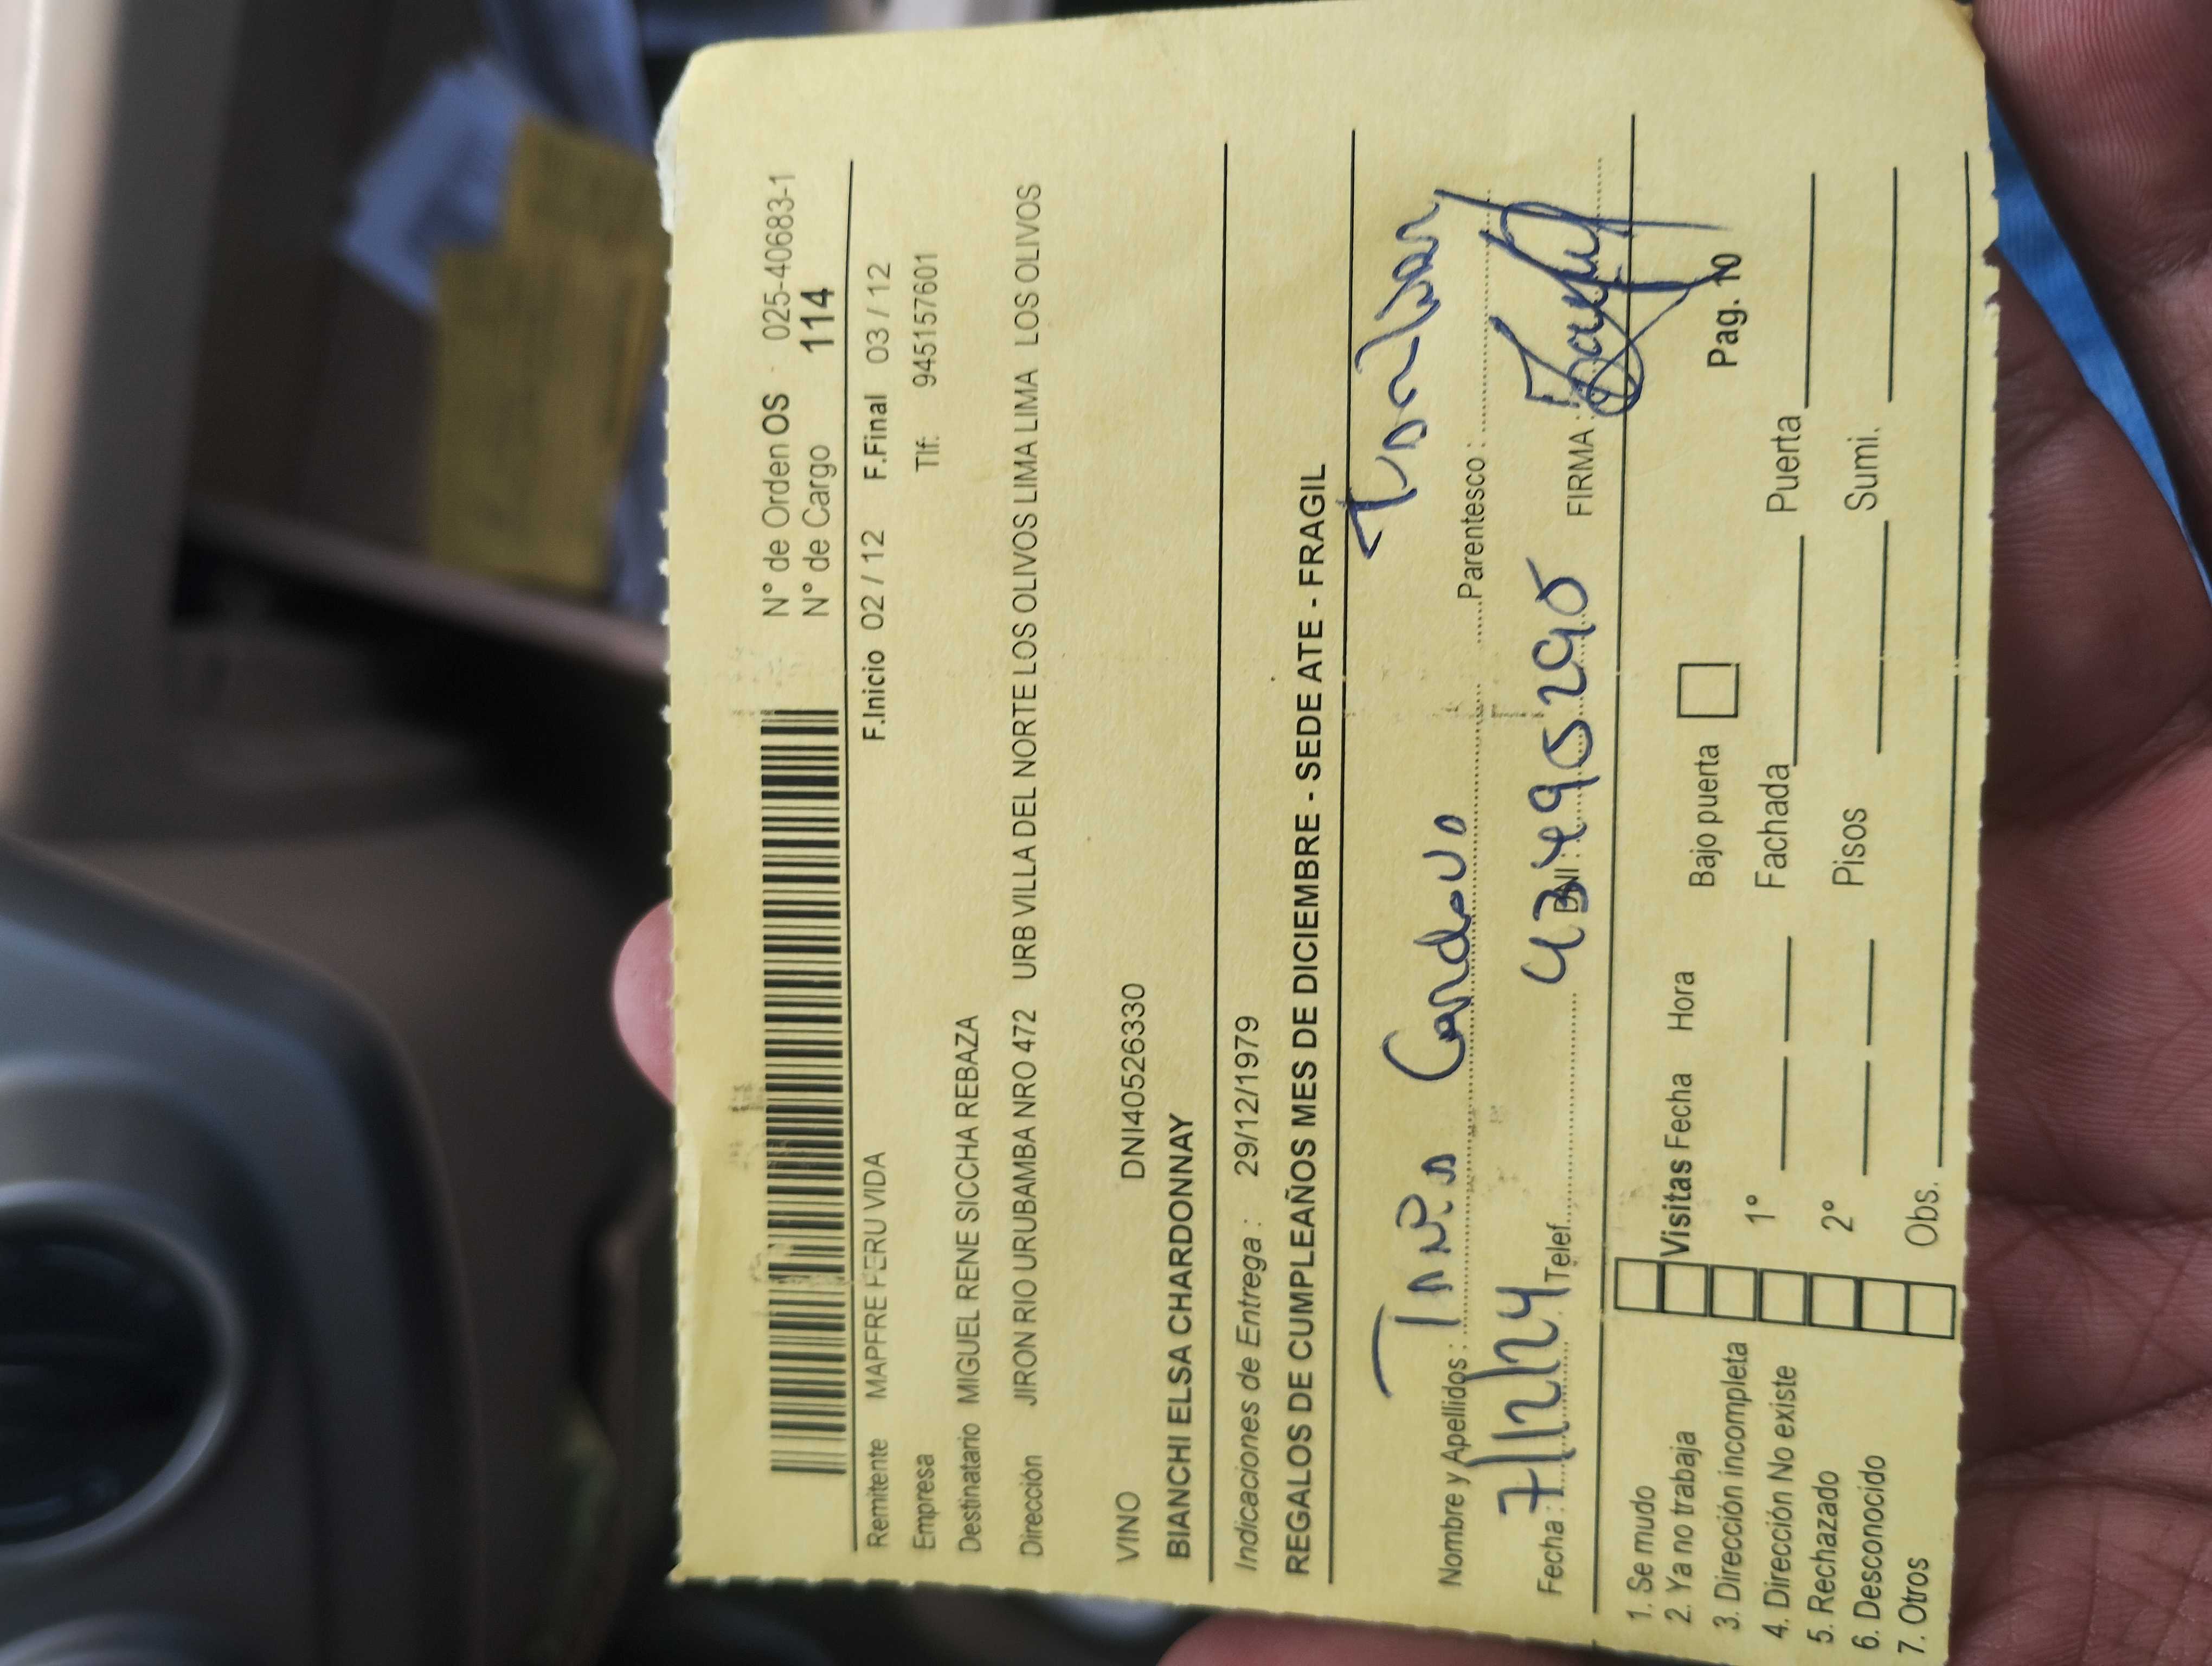 N° de Orden OS 025-40683-1
N° de Cargo 114
F.Inicio 02 / 12 F.Final 03 / 12
Remitente MAPFRE PERU VIDA
Empresa Tlf: 945157601
Destinatario MIGUEL RENE SICCHA REBAZA
Dirección JIRON RIO URUBAMBA NRO 472 URB VILLA DEL NORTE LOS OLIVOS LIMA LIMA LOS OLIVOS
VINO DNI40526330
BIANCHI ELSA CHARDONNAY
Indicaciones de Entrega : 29/12/1979
REGALOS DE CUMPLEAÑOS MES DE DICIEMBRE - SEDE ATE - FRAGIL
Nombre y Apellidos : Parentesco :
Fecha : 7/12/24 Telef. DNI : 43495290 FIRMA :
1. Se mudo
2. Ya no trabaja Visitas Fecha Hora Bajo puerta Pag. 10
3. Dirección incompleta
4. Dirección No existe 1° Fachada Puerta
5. Rechazado
6. Desconocido 2° Pisos Sumi.
7. Otros Obs.